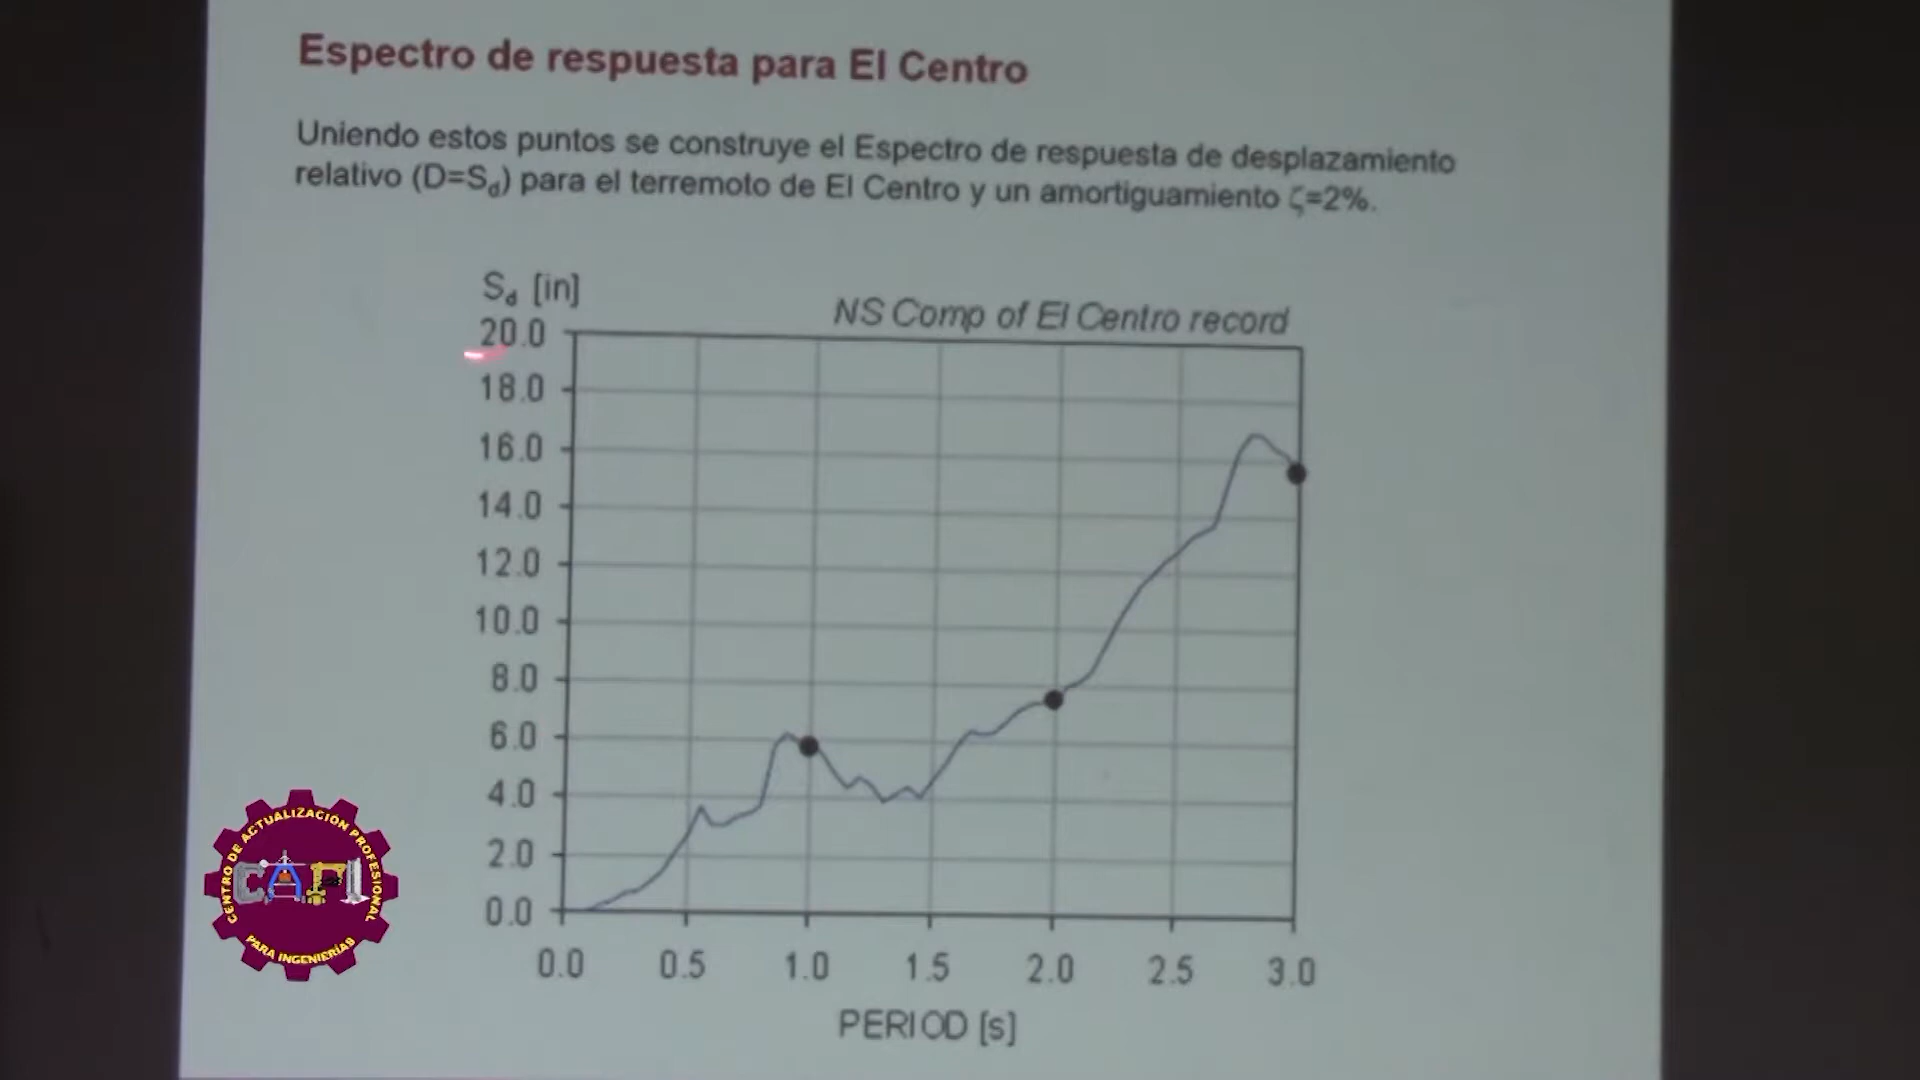 Espectro de respuesta para El Centro
Uniendo estos puntos se construye el Espectro de respuesta de desplazamiento
relativo (D=Sd) para el terremoto de El Centro y un amortiguamiento ζ=2%.
Sd [in]
NS Comp of El Centro record
20.0
18.0
16.0
14.0
12.0
10.0
8.0
6.0
4.0
2.0
0.0
0.0 0.5 1.0 1.5 2.0 2.5 3.0
PERIOD [s]
CENTRO DE ACTUALIZACIÓN PROFESIONAL
CAPI
PARA INGENIERÍAS